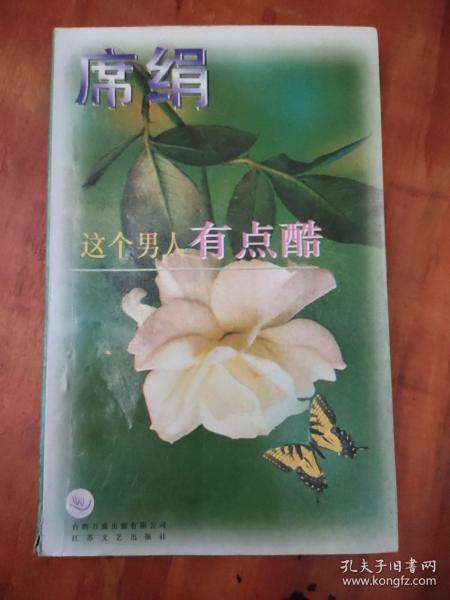 席绢
这个男人有点酷
台湾万盛出版有限公司
江苏文艺出版社
孔夫子旧书网
www.kongfz.com